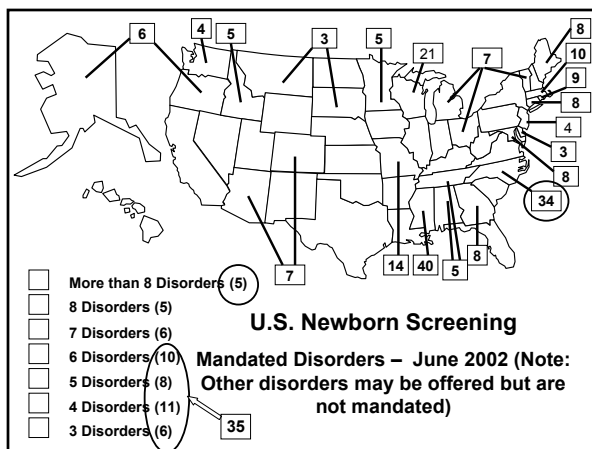 6
4
5
3
5
21
7
8
10
9
8
4
3
8
34
7
14
40
5
8
More than 8 Disorders (5)
8 Disorders (5)
7 Disorders (6)
6 Disorders (10)
5 Disorders (8)
4 Disorders (11)
3 Disorders (6)
35
U.S. Newborn Screening
Mandated Disorders – June 2002 (Note:
Other disorders may be offered but are
not mandated)